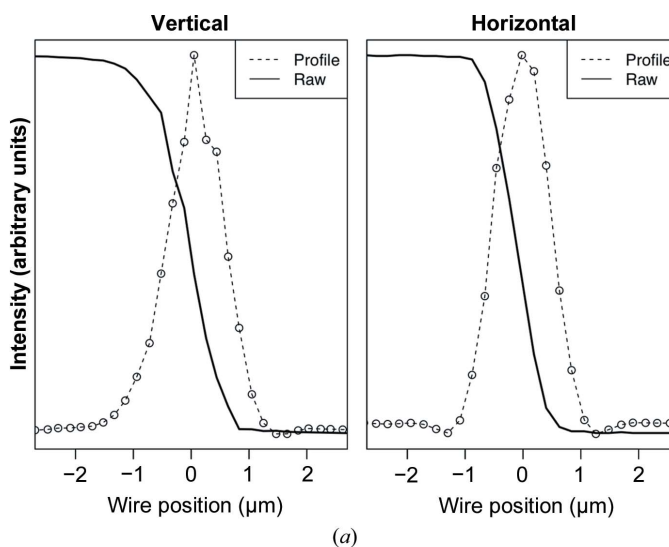 Vertical
Horizontal
Intensity (arbitrary units)
Profile
Raw
Profile
Raw
−2
−1
0
1
2
−2
−1
0
1
2
Wire position (μm)
Wire position (μm)
(a)